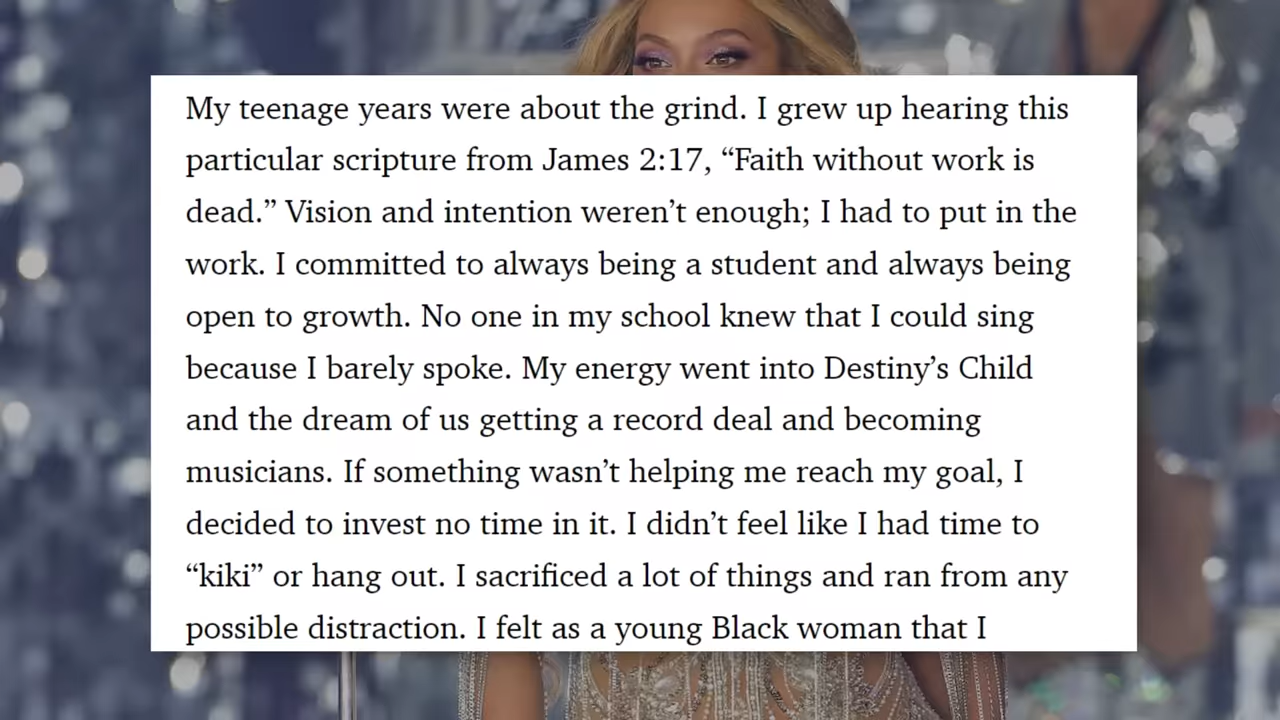 My teenage years were about the grind. I grew up hearing this
particular scripture from James 2:17, “Faith without work is
dead.” Vision and intention weren’t enough; I had to put in the
work. I committed to always being a student and always being
open to growth. No one in my school knew that I could sing
because I barely spoke. My energy went into Destiny’s Child
and the dream of us getting a record deal and becoming
musicians. If something wasn’t helping me reach my goal, I
decided to invest no time in it. I didn’t feel like I had time to
“kiki” or hang out. I sacrificed a lot of things and ran from any
possible distraction. I felt as a young Black woman that I